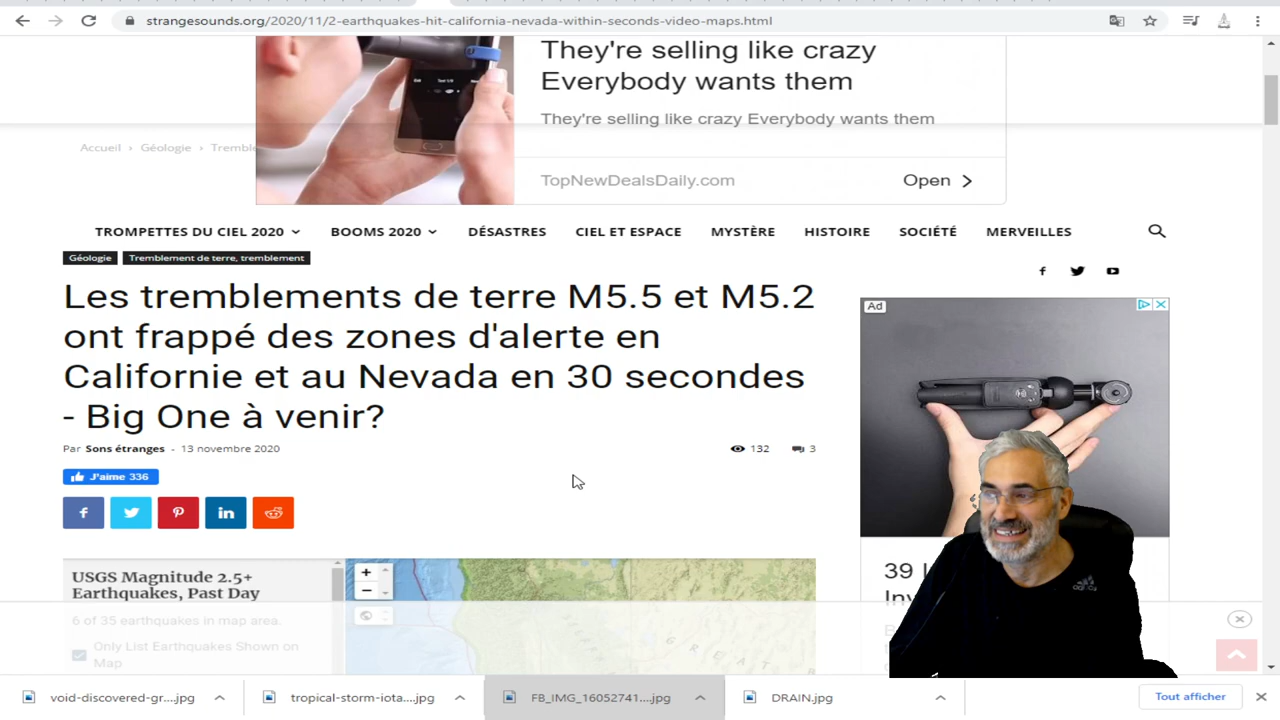 strangesounds.org/2020/11/2-earthquakes-hit-california-nevada-within-seconds-video-maps.html
They're selling like crazy
Everybody wants them
They're selling like crazy Everybody wants them
TopNewDealsDaily.com
Open
Accueil › Géologie ›
TROMPETTES DU CIEL 2020
BOOMS 2020
DÉSASTRES
CIEL ET ESPACE
MYSTÈRE
HISTOIRE
SOCIÉTÉ
MERVEILLES
Géologie
Tremblement de terre, tremblement
Les tremblements de terre M5.5 et M5.2
ont frappé des zones d'alerte en
Californie et au Nevada en 30 secondes
- Big One à venir?
Par Sons étranges - 13 novembre 2020
132
3
J'aime 336
Ad
USGS Magnitude 2.5+
Earthquakes, Past Day
6 of 35 earthquakes in map area.
Only List Earthquakes Shown on
Map
39
void-discovered-gr....jpg
tropical-storm-iota....jpg
FB_IMG_16052741....jpg
DRAIN.jpg
Tout afficher